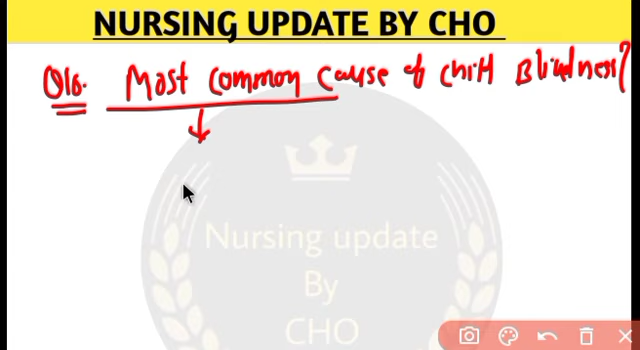 NURSING UPDATE BY CHO
Q16. Most common cause of child Blindness?
Nursing update
By
CHO